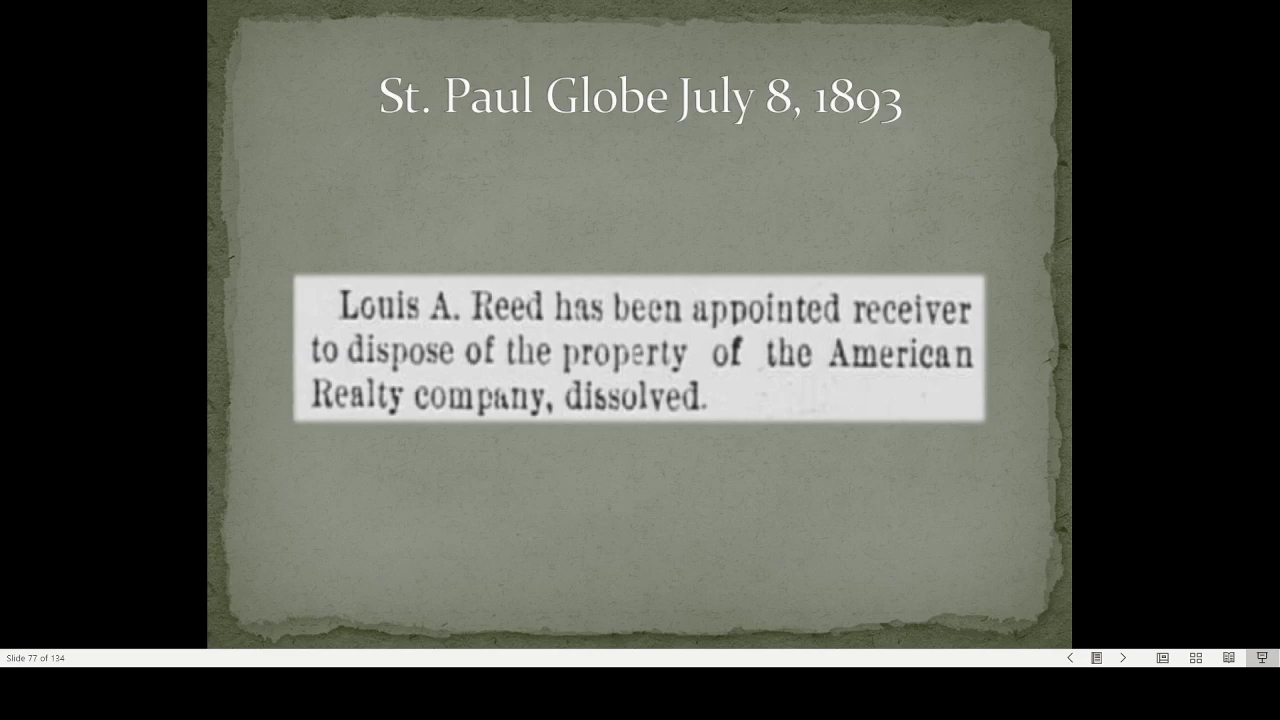 St. Paul Globe July 8, 1893
Louis A. Reed has been appointed receiver
to dispose of the property of the American
Realty company, dissolved.
Slide 77 of 134